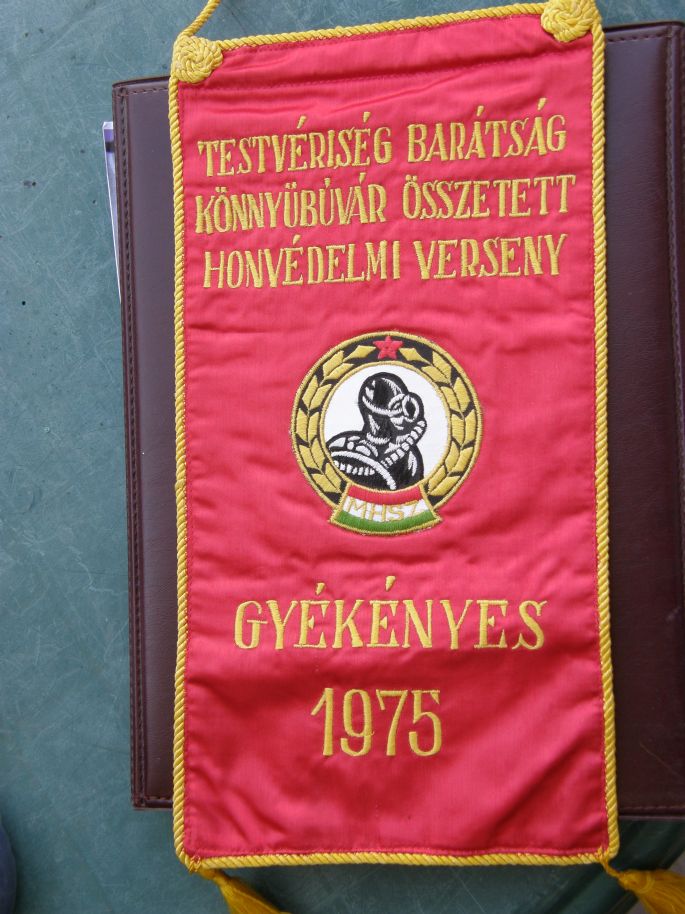 TESTVÉRISÉG BARÁTSÁG
KÖNNYÜBÚVÁR ÖSSZETETT
HONVÉDELMI VERSENY
MHSZ
GYÉKÉNYES
1975